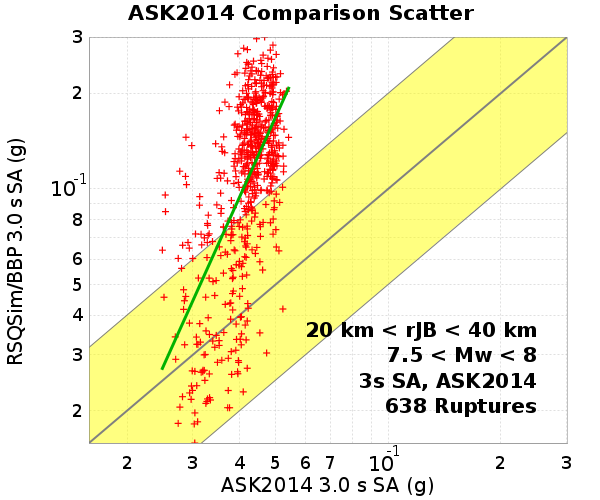 ASK2014 Comparison Scatter
RSQSim/BBP 3.0 s SA (g)
3
2
10^-1
8
6
5
4
3
2
20 km < rJB < 40 km
7.5 < Mw < 8
3s SA, ASK2014
638 Ruptures
2 3 4 5 6 7 10^-1 2 3
ASK2014 3.0 s SA (g)